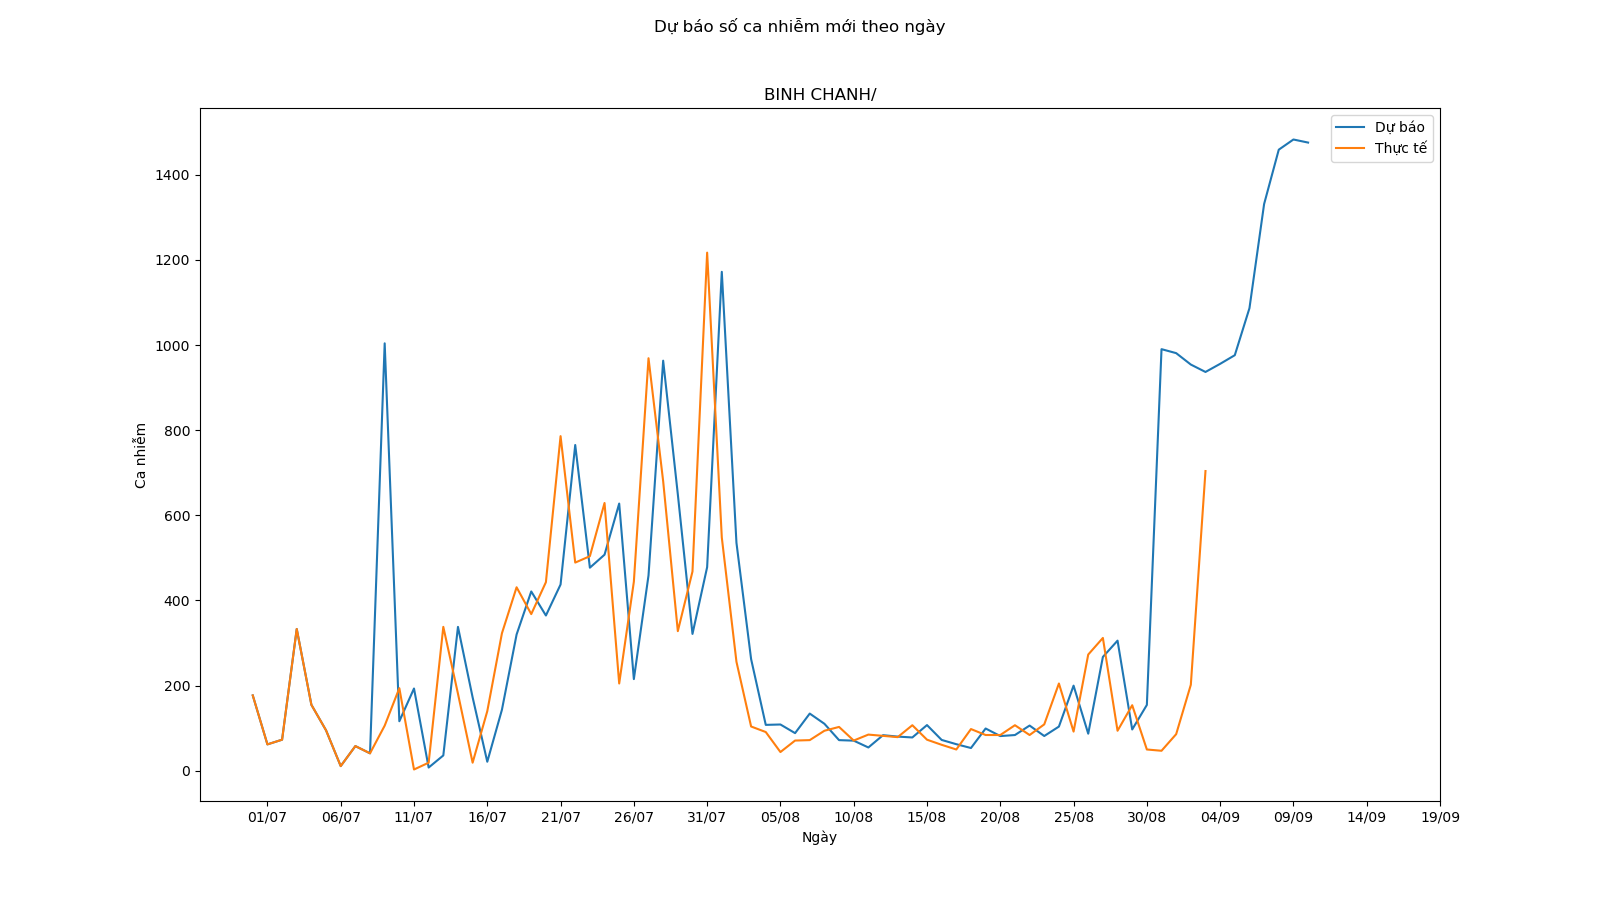 Dự báo số ca nhiễm mới theo ngày
BINH CHANH/
Dự báo
Thực tế
1400
1200
1000
800
600
400
200
0
Ca nhiễm
01/07 06/07 11/07 16/07 21/07 26/07 31/07 05/08 10/08 15/08 20/08 25/08 30/08 04/09 09/09 14/09 19/09
Ngày